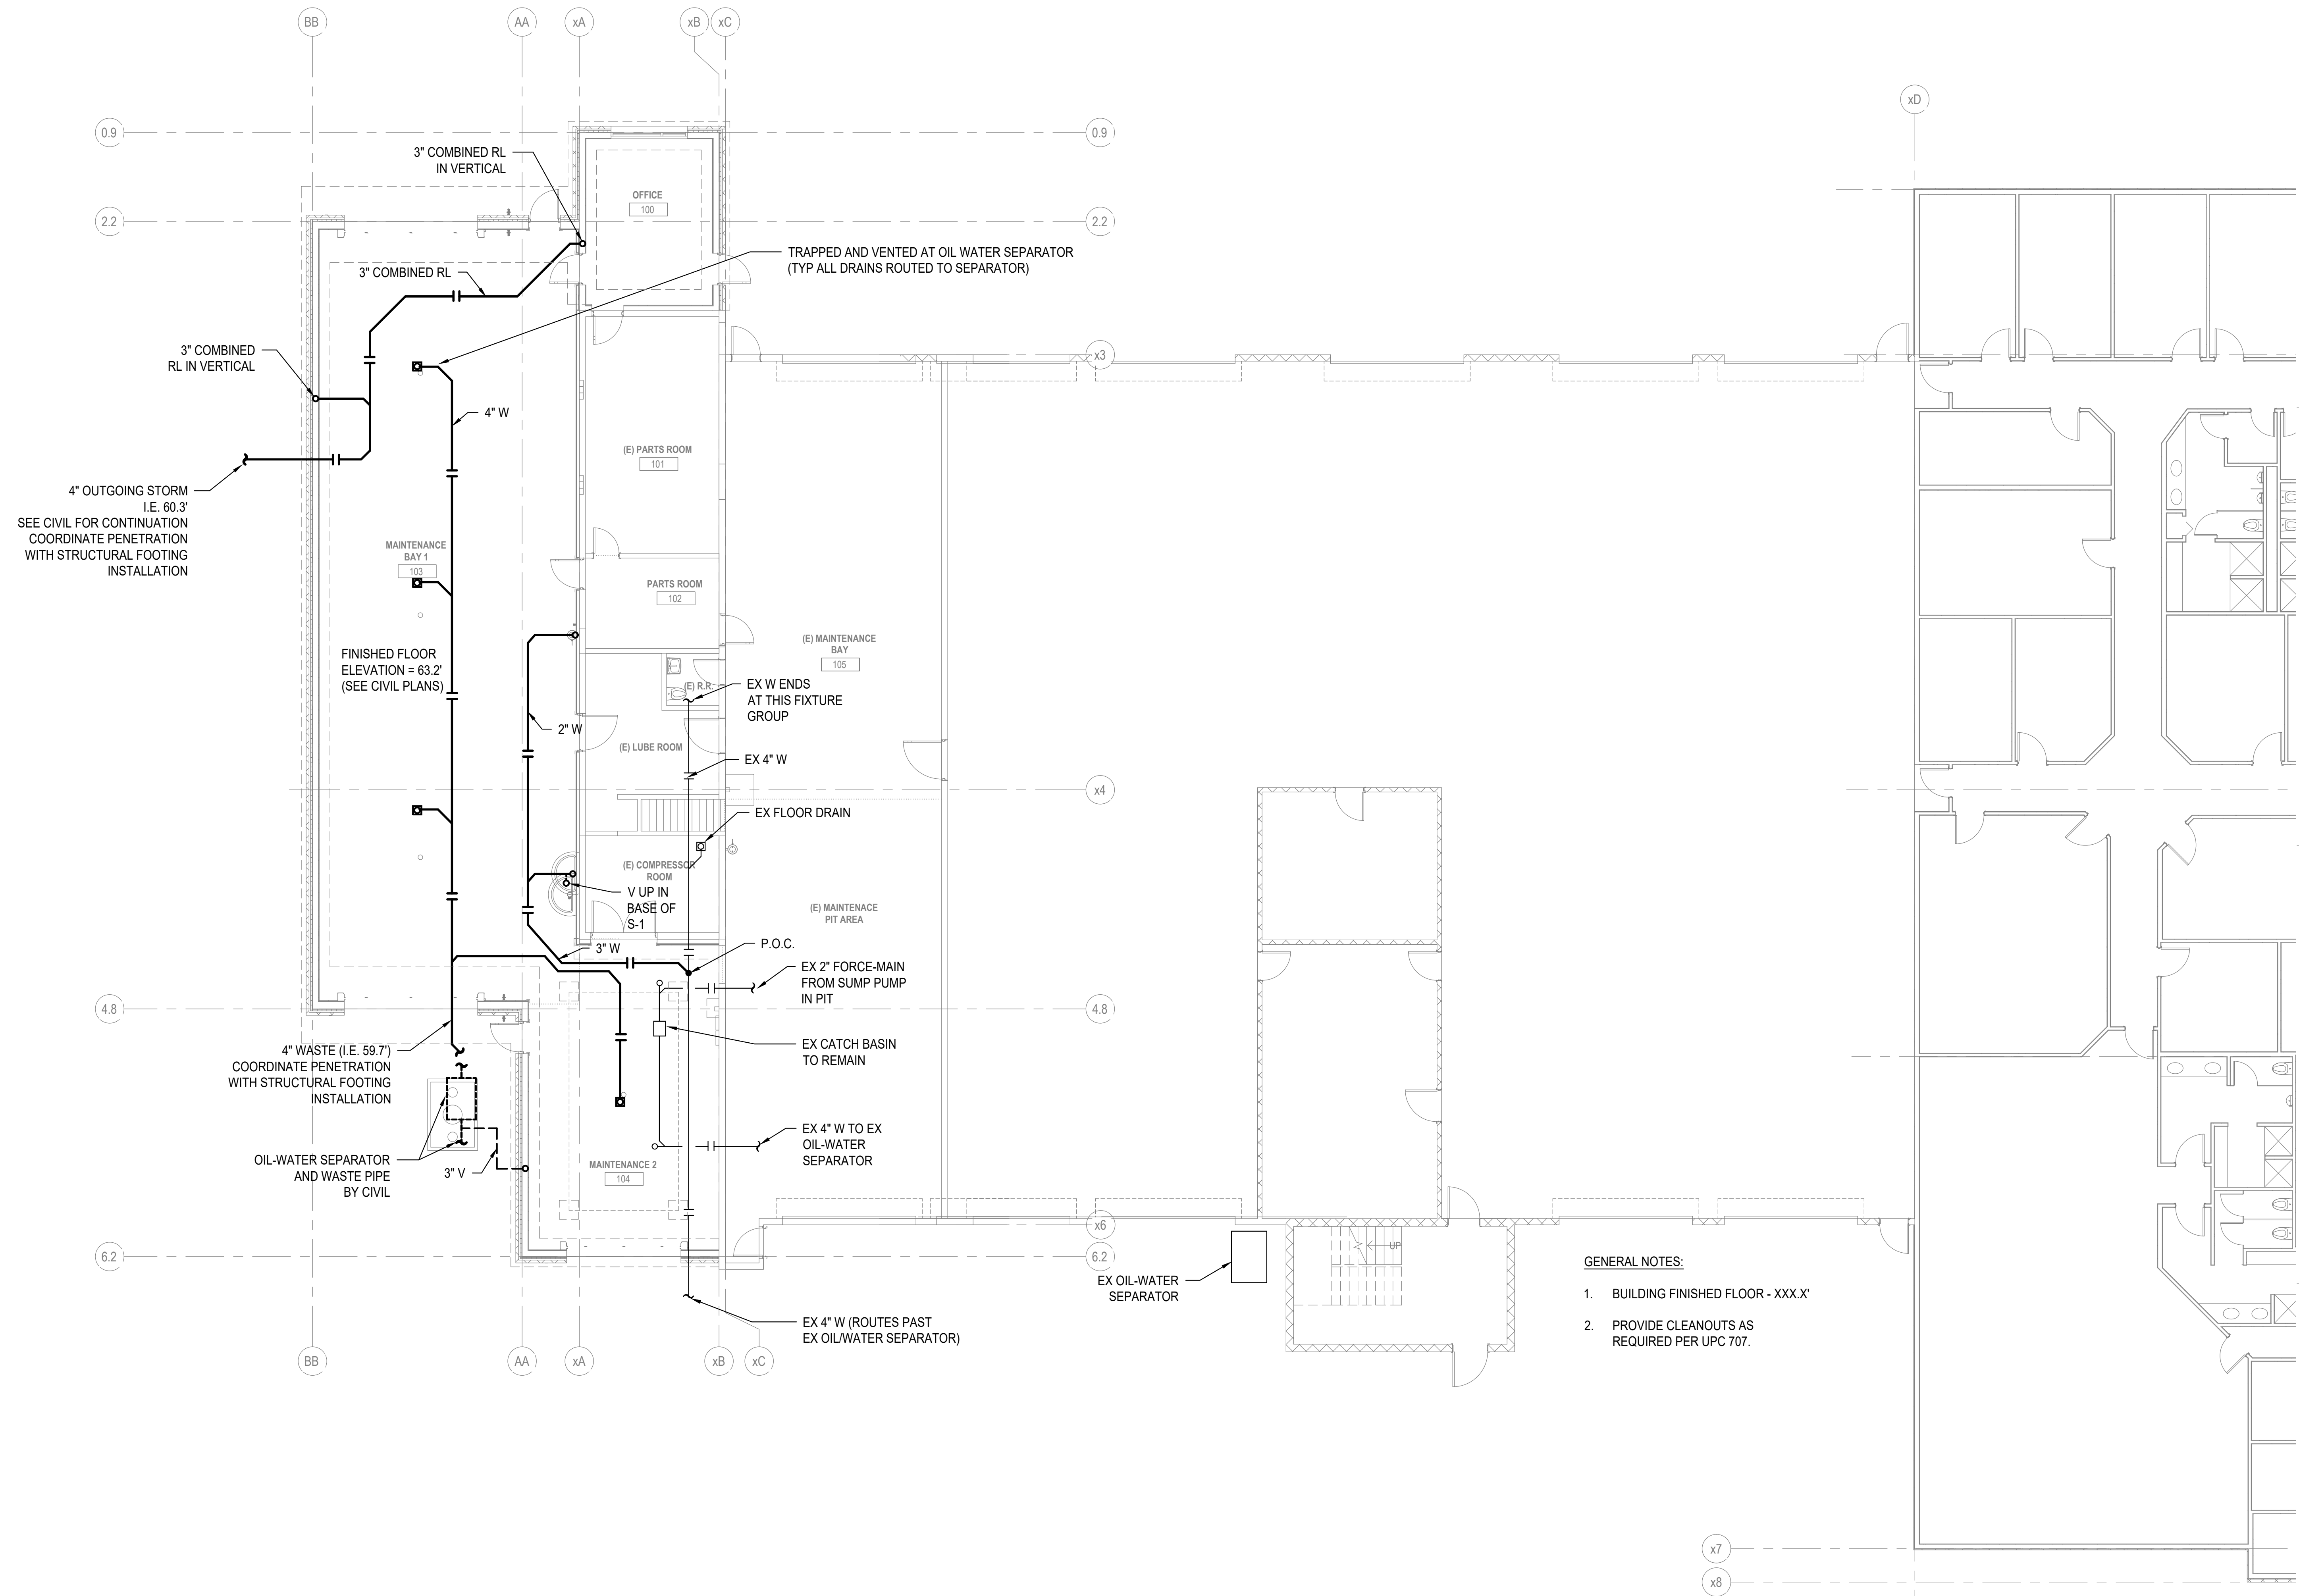 BB
AA
xA
xB
xC
xD
0.9
0.9
3" COMBINED RL
IN VERTICAL
OFFICE
100
2.2
2.2
TRAPPED AND VENTED AT OIL WATER SEPARATOR
(TYP ALL DRAINS ROUTED TO SEPARATOR)
3" COMBINED RL
3" COMBINED
RL IN VERTICAL
x3
4" W
(E) PARTS ROOM
101
4" OUTGOING STORM
I.E. 60.3'
SEE CIVIL FOR CONTINUATION
COORDINATE PENETRATION
WITH STRUCTURAL FOOTING
INSTALLATION
MAINTENANCE
BAY 1
103
PARTS ROOM
102
(E) MAINTENANCE
BAY
105
FINISHED FLOOR
ELEVATION = 63.2'
(SEE CIVIL PLANS)
(E) R.R.
EX W ENDS
AT THIS FIXTURE
GROUP
2" W
(E) LUBE ROOM
EX 4" W
x4
EX FLOOR DRAIN
(E) COMPRESSOR
ROOM
V UP IN
BASE OF
S-1
(E) MAINTENACE
PIT AREA
3" W
P.O.C.
EX 2" FORCE-MAIN
FROM SUMP PUMP
IN PIT
4.8
4.8
4" WASTE (I.E. 59.7')
COORDINATE PENETRATION
WITH STRUCTURAL FOOTING
INSTALLATION
EX CATCH BASIN
TO REMAIN
EX 4" W TO EX
OIL-WATER
SEPARATOR
OIL-WATER SEPARATOR
AND WASTE PIPE
BY CIVIL
3" V
MAINTENANCE 2
104
x6
6.2
6.2
UP
EX OIL-WATER
SEPARATOR
GENERAL NOTES:
1. BUILDING FINISHED FLOOR - XXX.X'
2. PROVIDE CLEANOUTS AS
REQUIRED PER UPC 707.
EX 4" W (ROUTES PAST
EX OIL/WATER SEPARATOR)
BB
AA
xA
xB
xC
x7
x8